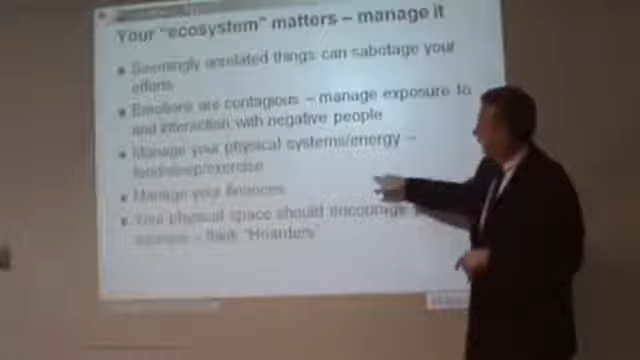 Your "ecosystem" matters – manage it
Seemingly unrelated things can sabotage your
efforts
Emotions are contagious – manage exposure to
and interaction with negative people
Manage your physical systems/energy –
food/sleep/exercise
Manage your finances
Your physical space should encourage
success – think "Hoarders"